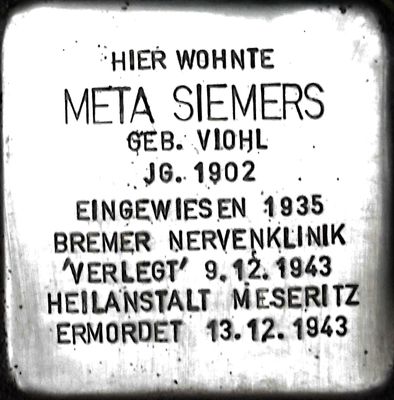 HIER WOHNTE
META SIEMERS
GEB. VIOHL
JG. 1902
EINGEWIESEN 1935
BREMER NERVENKLINIK
'VERLEGT' 9.12.1943
HEILANSTALT MESERITZ
ERMORDET 13.12.1943